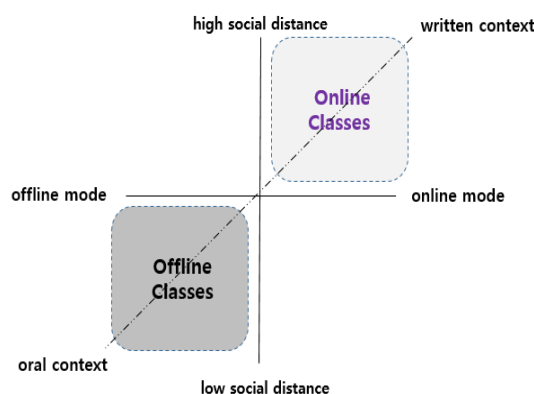 high social distance
written context
Online
Classes
offline mode
online mode
Offline
Classes
oral context
low social distance